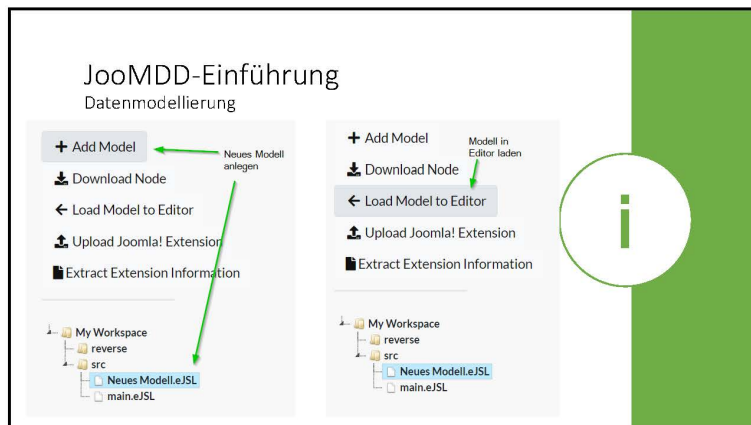 JooMDD-Einführung
Datenmodellierung
Add Model
Neues Modell
anlegen
Download Node
Load Model to Editor
Upload Joomla! Extension
Extract Extension Information
My Workspace
reverse
src
Neues Modell.eJSL
main.eJSL
Add Model
Modell in
Editor laden
Download Node
Load Model to Editor
Upload Joomla! Extension
Extract Extension Information
My Workspace
reverse
src
Neues Modell.eJSL
main.eJSL
i